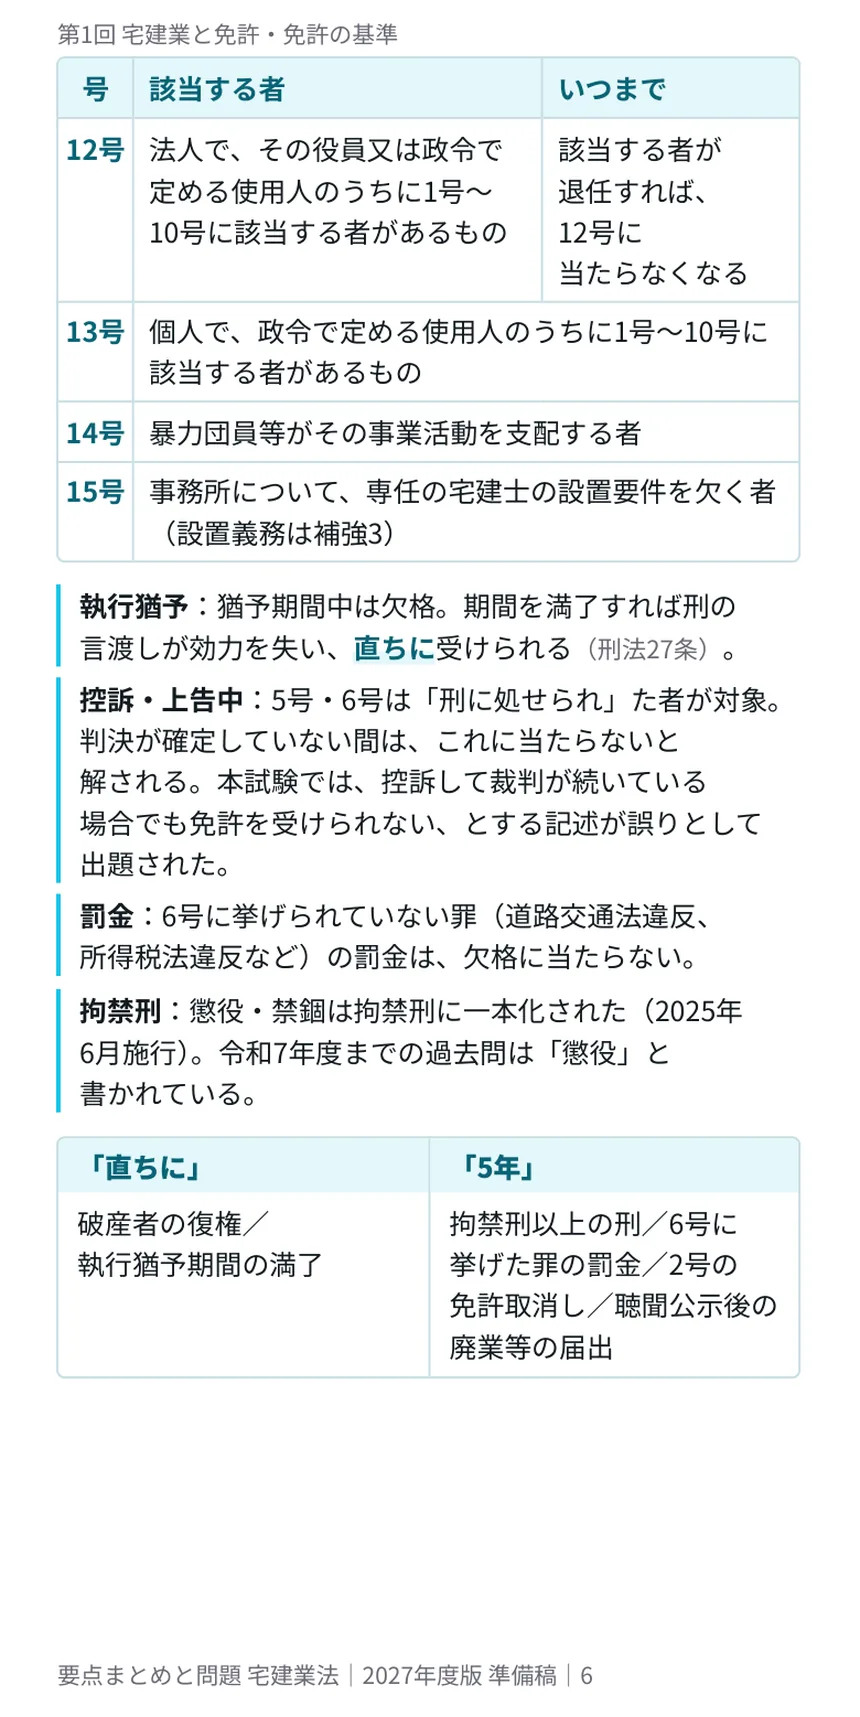 第1回 宅建業と免許・免許の基準
号 該当する者 いつまで
12号 法人で、その役員又は政令で
定める使用人のうちに1号～
10号に該当する者があるもの
該当する者が
退任すれば、
12号に
当たらなくなる
13号 個人で、政令で定める使用人のうちに1号～10号に
該当する者があるもの
14号 暴力団員等がその事業活動を支配する者
15号 事務所について、専任の宅建士の設置要件を欠く者
（設置義務は補強3）
執行猶予：猶予期間中は欠格。期間を満了すれば刑の
言渡しが効力を失い、直ちに受けられる（刑法27条）。
控訴・上告中：5号・6号は「刑に処せられ」た者が対象。
判決が確定していない間は、これに当たらないと
解される。本試験では、控訴して裁判が続いている
場合でも免許を受けられない、とする記述が誤りとして
出題された。
罰金：6号に挙げられていない罪（道路交通法違反、
所得税法違反など）の罰金は、欠格に当たらない。
拘禁刑：懲役・禁錮は拘禁刑に一本化された（2025年
6月施行）。令和7年度までの過去問は「懲役」と
書かれている。
「直ちに」 「5年」
破産者の復権／
執行猶予期間の満了
拘禁刑以上の刑／6号に
挙げた罪の罰金／2号の
免許取消し／聴聞公示後の
廃業等の届出
要点まとめと問題 宅建業法｜2027年度版 準備稿｜6